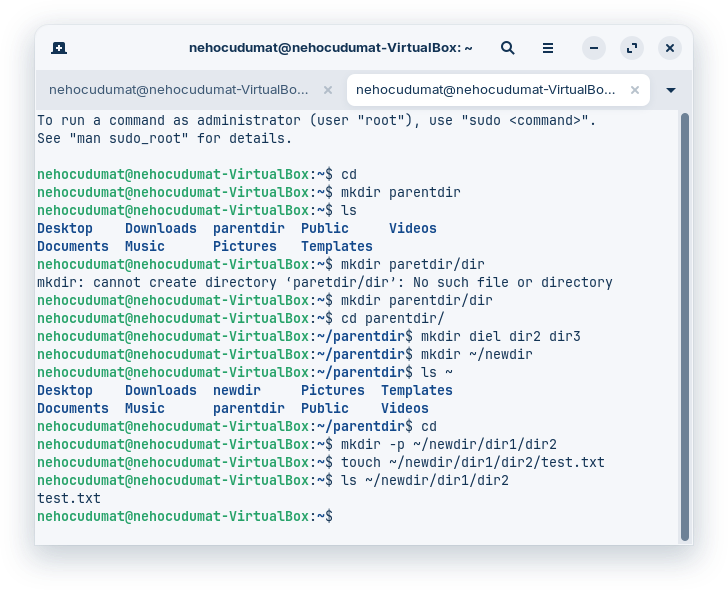 nehocudumat@nehocudumat-VirtualBox: ~
nehocudumat@nehocudumat-VirtualBo...
nehocudumat@nehocudumat-VirtualBo...
To run a command as administrator (user "root"), use "sudo <command>".
See "man sudo_root" for details.
nehocudumat@nehocudumat-VirtualBox:~$ cd
nehocudumat@nehocudumat-VirtualBox:~$ mkdir parentdir
nehocudumat@nehocudumat-VirtualBox:~$ ls
Desktop    Downloads  parentdir  Public     Videos
Documents  Music      Pictures   Templates
nehocudumat@nehocudumat-VirtualBox:~$ mkdir paretdir/dir
mkdir: cannot create directory ‘paretdir/dir’: No such file or directory
nehocudumat@nehocudumat-VirtualBox:~$ mkdir parentdir/dir
nehocudumat@nehocudumat-VirtualBox:~$ cd parentdir/
nehocudumat@nehocudumat-VirtualBox:~/parentdir$ mkdir diel dir2 dir3
nehocudumat@nehocudumat-VirtualBox:~/parentdir$ mkdir ~/newdir
nehocudumat@nehocudumat-VirtualBox:~/parentdir$ ls ~
Desktop    Downloads  newdir     Pictures  Templates
Documents  Music      parentdir  Public    Videos
nehocudumat@nehocudumat-VirtualBox:~/parentdir$ cd
nehocudumat@nehocudumat-VirtualBox:~$ mkdir -p ~/newdir/dir1/dir2
nehocudumat@nehocudumat-VirtualBox:~$ touch ~/newdir/dir1/dir2/test.txt
nehocudumat@nehocudumat-VirtualBox:~$ ls ~/newdir/dir1/dir2
test.txt
nehocudumat@nehocudumat-VirtualBox:~$